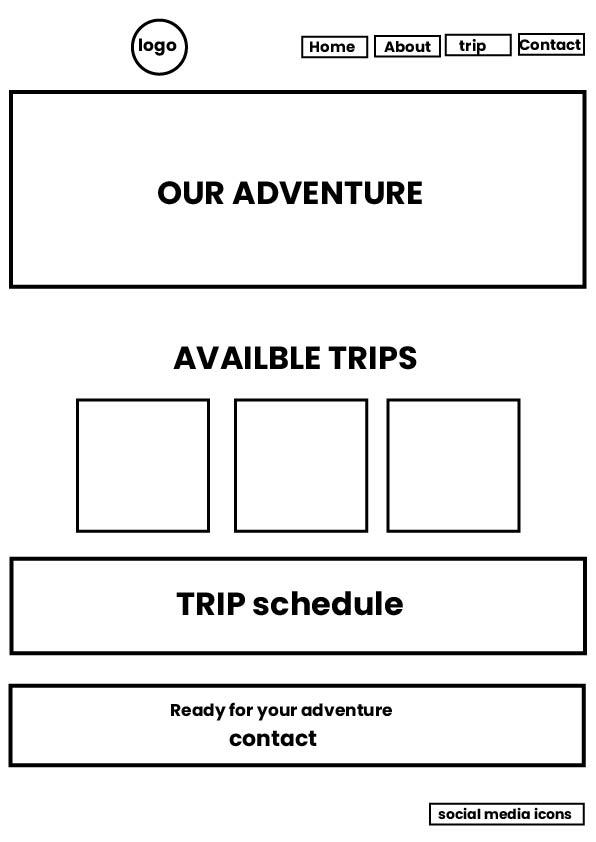 logo
Home
About
trip
Contact
OUR ADVENTURE
AVAILBLE TRIPS
TRIP schedule
Ready for your adventure
contact
social media icons